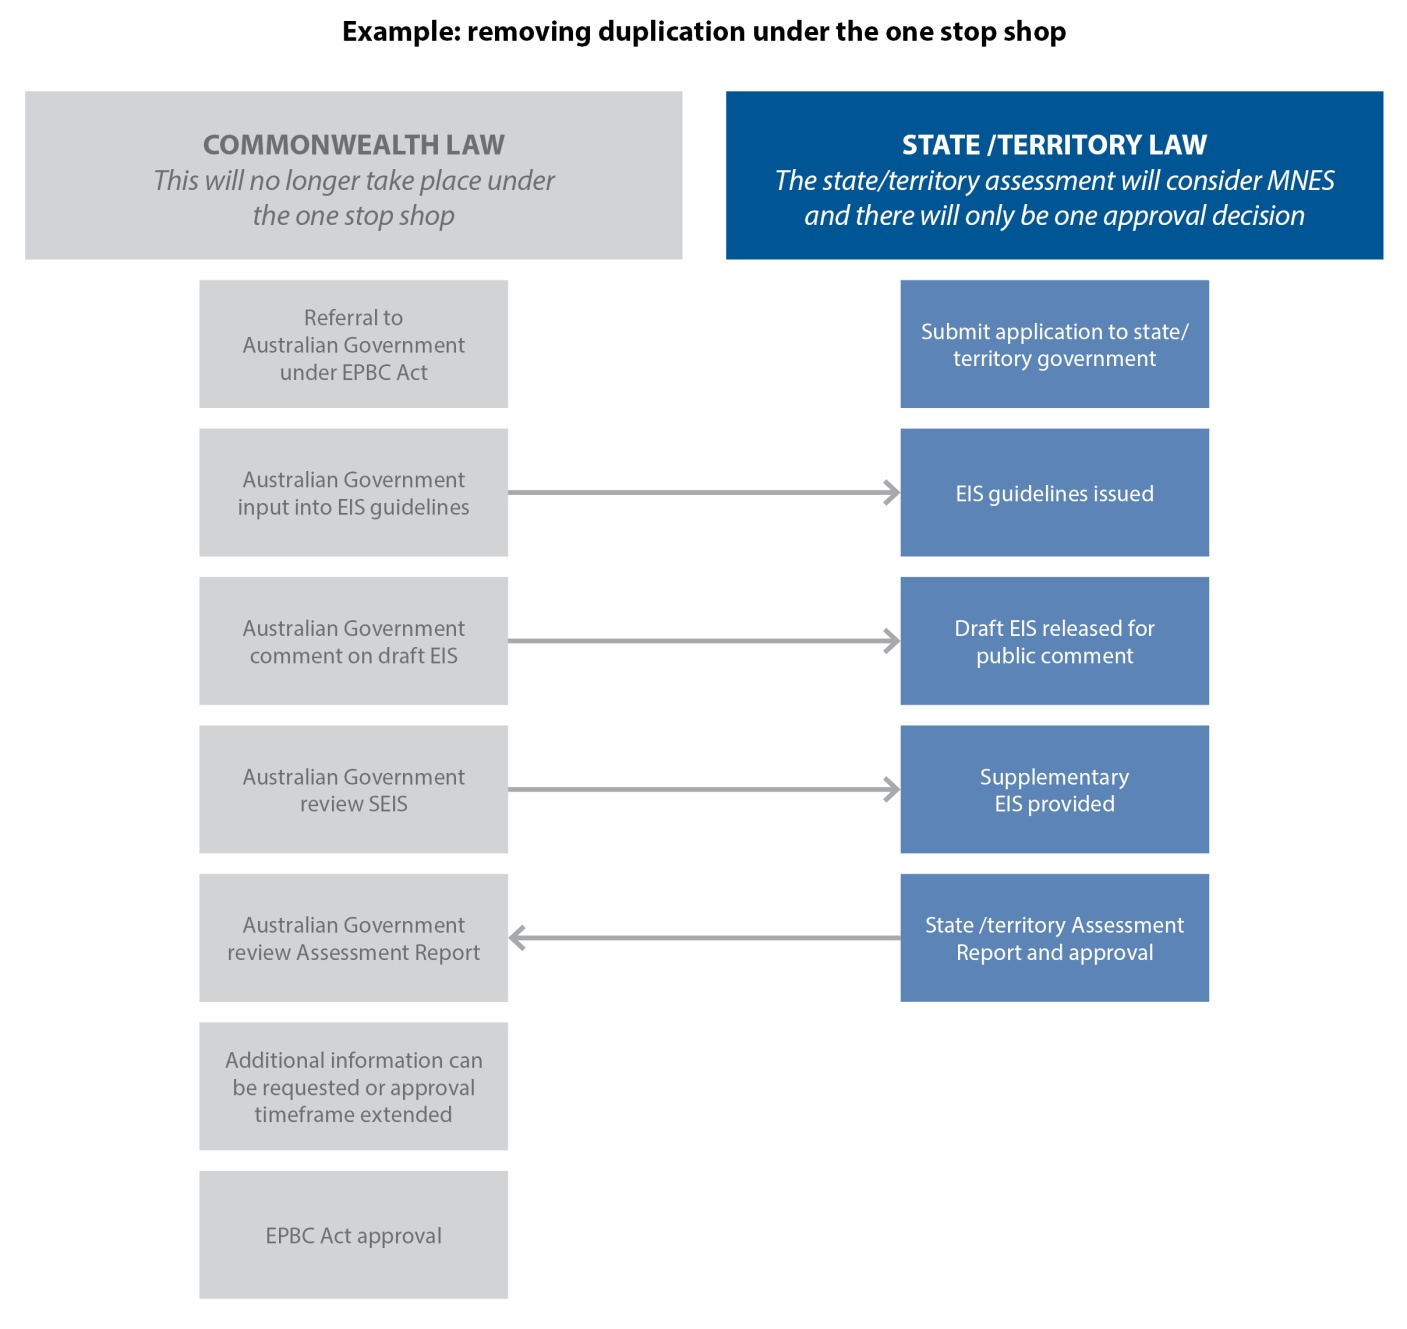 Example: removing duplication under the one stop shop
COMMONWEALTH LAW
This will no longer take place under
the one stop shop
STATE /TERRITORY LAW
The state/territory assessment will consider MNES
and there will only be one approval decision
Referral to
Australian Government
under EPBC Act
Submit application to state/
territory government
Australian Government
input into EIS guidelines
EIS guidelines issued
Australian Government
comment on draft EIS
Draft EIS released for
public comment
Australian Government
review SEIS
Supplementary
EIS provided
Australian Government
review Assessment Report
State /territory Assessment
Report and approval
Additional information can
be requested or approval
timeframe extended
EPBC Act approval